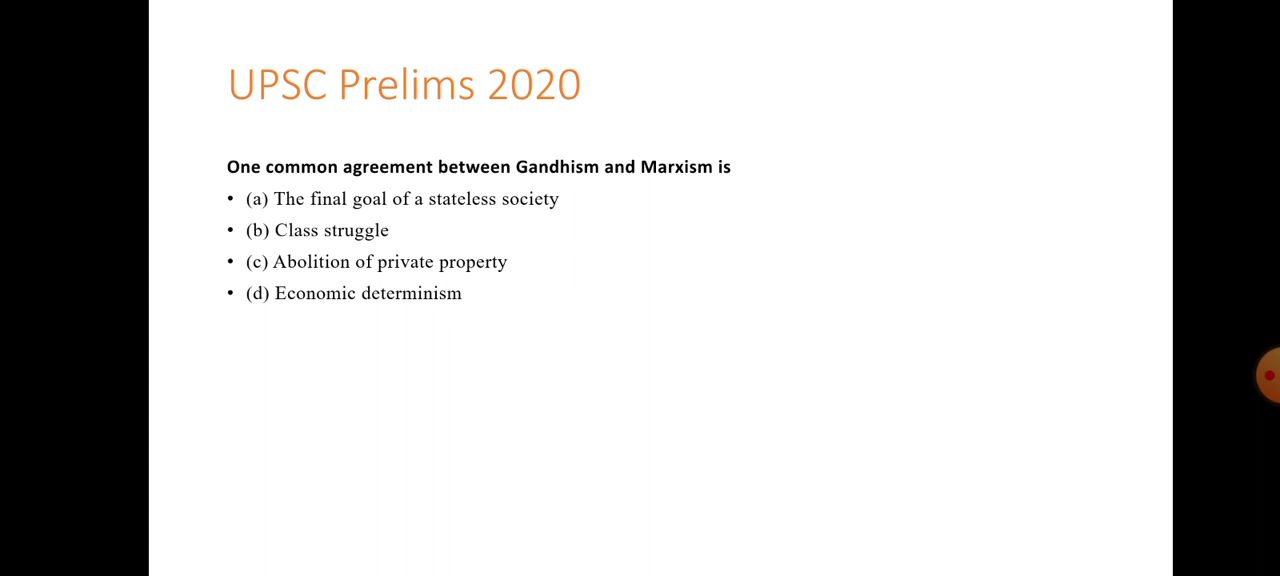 UPSC Prelims 2020
One common agreement between Gandhism and Marxism is
• (a) The final goal of a stateless society
• (b) Class struggle
• (c) Abolition of private property
• (d) Economic determinism